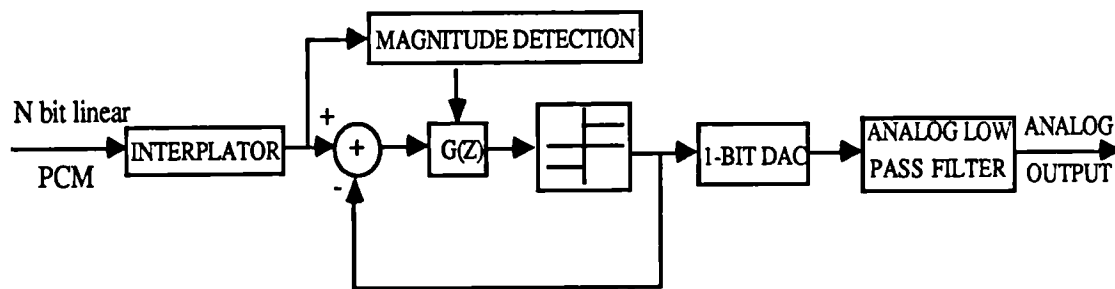 MAGNITUDE DETECTION
N bit linear
PCM
INTERPLATOR
+
+
-
G(Z)
1-BIT DAC
ANALOG LOW
PASS FILTER
ANALOG
OUTPUT